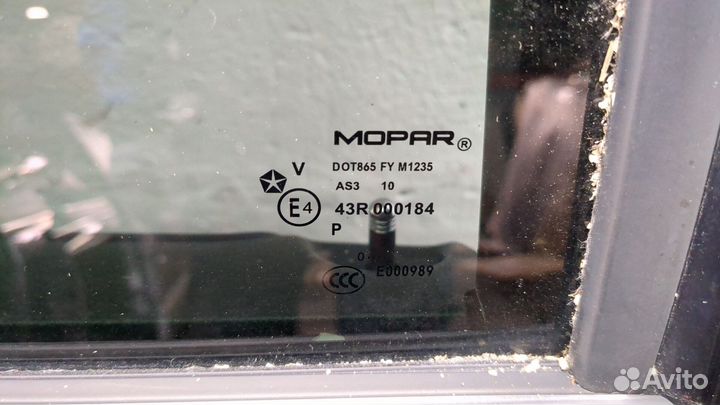 MOPAR®
V DOT865 FY M1235
AS3 10
E4 43R 000184
P
E000989
CCC
Avito